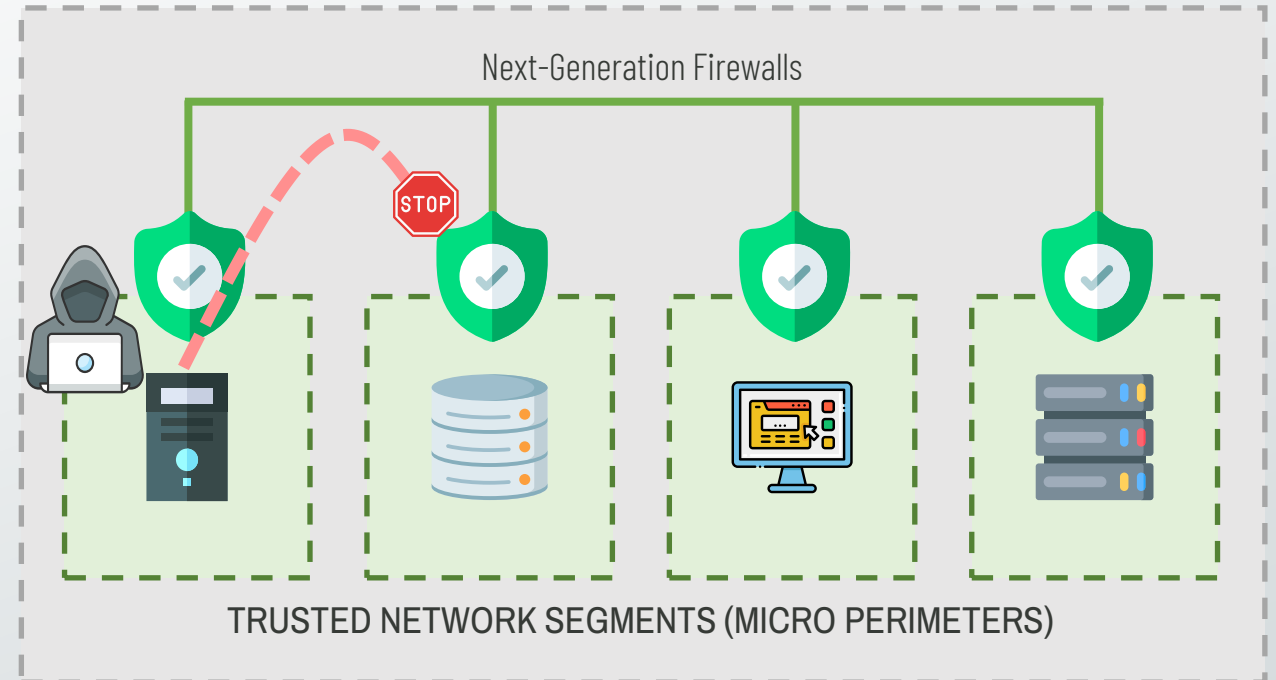 Next-Generation Firewalls
STOP
TRUSTED NETWORK SEGMENTS (MICRO PERIMETERS)